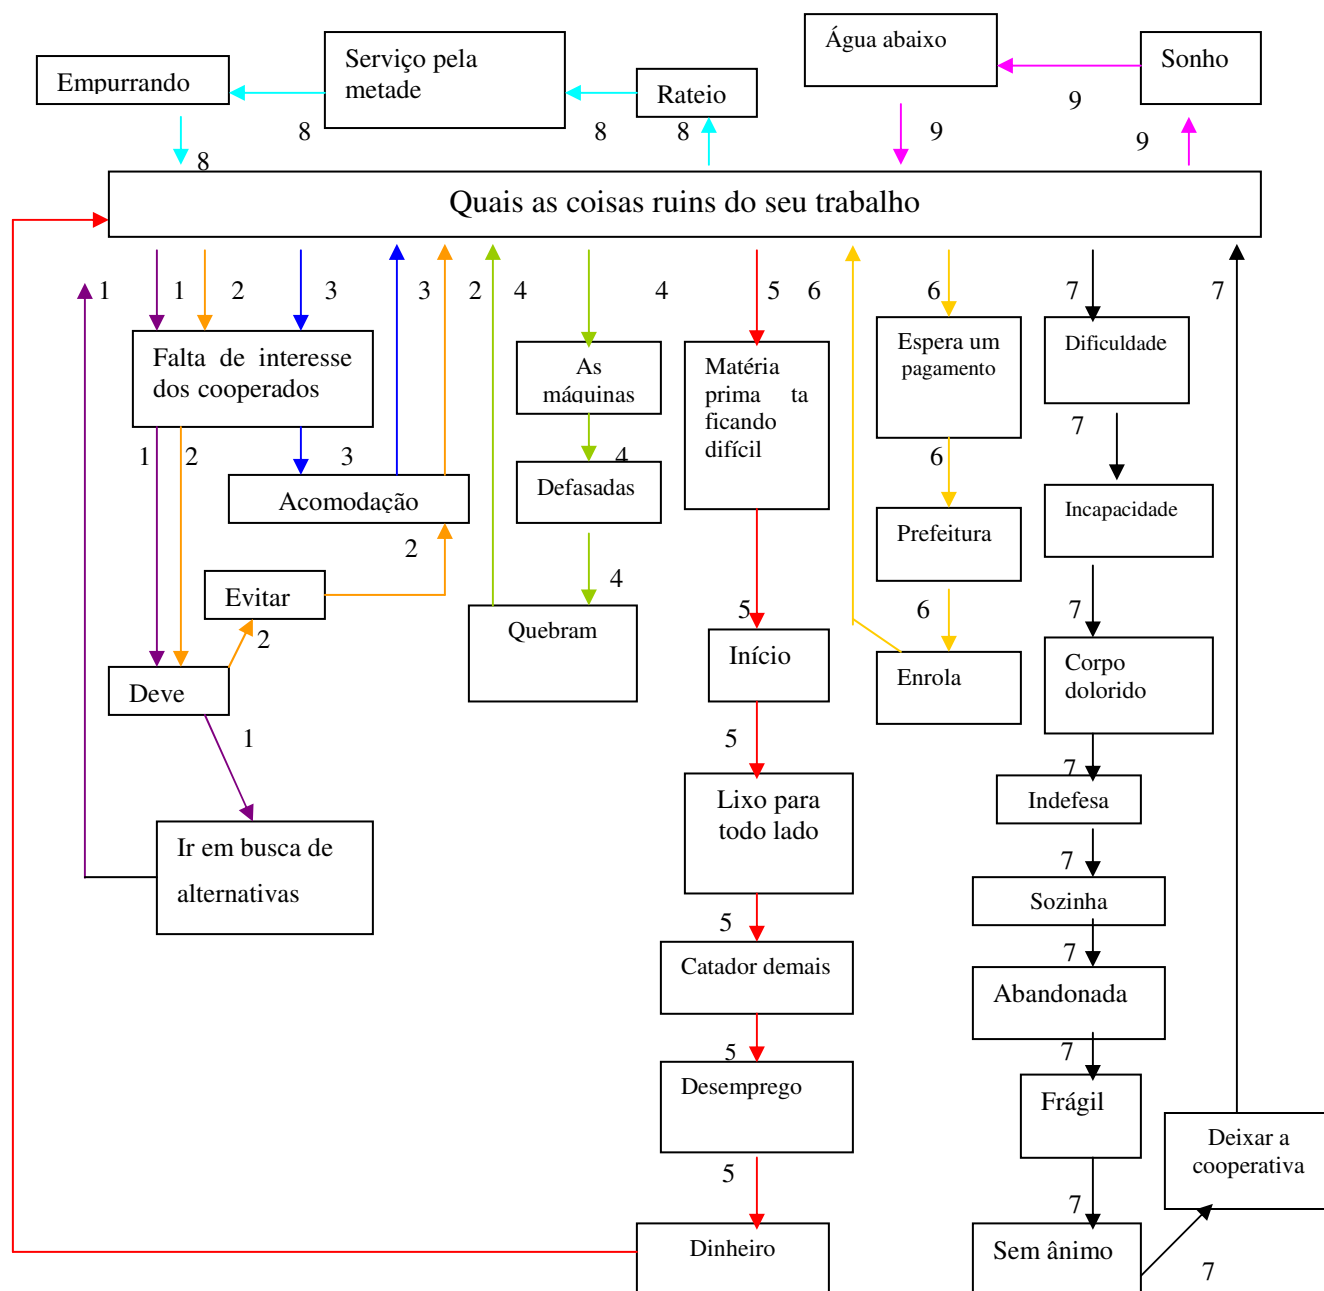 Água abaixo
Sonho
Serviço pela
metade
Empurrando
Rateio
9
8
8
8
9
9
8
Quais as coisas ruins do seu trabalho
1
1
2
3
3
2
4
4
5
6
6
7
7
Falta de interesse
dos cooperados
As
máquinas
Matéria
prima ta
ficando
difícil
Espera um
pagamento
Dificuldade
1
2
3
4
6
7
Acomodação
Defasadas
Prefeitura
Incapacidade
2
4
5
6
7
Evitar
2
Quebram
Início
Enrola
Corpo
dolorido
Deve
1
5
7
Ir em busca de
alternativas
Lixo para
todo lado
Indefesa
7
Sozinha
5
7
Catador demais
Abandonada
5
7
Desemprego
Frágil
Deixar a
cooperativa
5
7
Dinheiro
Sem ânimo
7